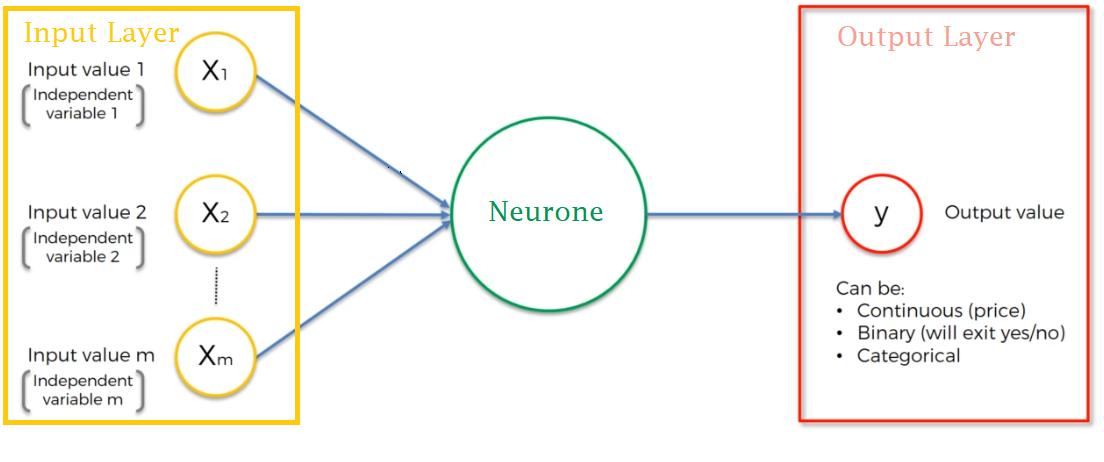 Input Layer
Input value 1
Independent
variable 1
X1
Input value 2
Independent
variable 2
X2
Input value m
Independent
variable m
Xm
Neurone
Output Layer
y
Output value
Can be:
• Continuous (price)
• Binary (will exit yes/no)
• Categorical